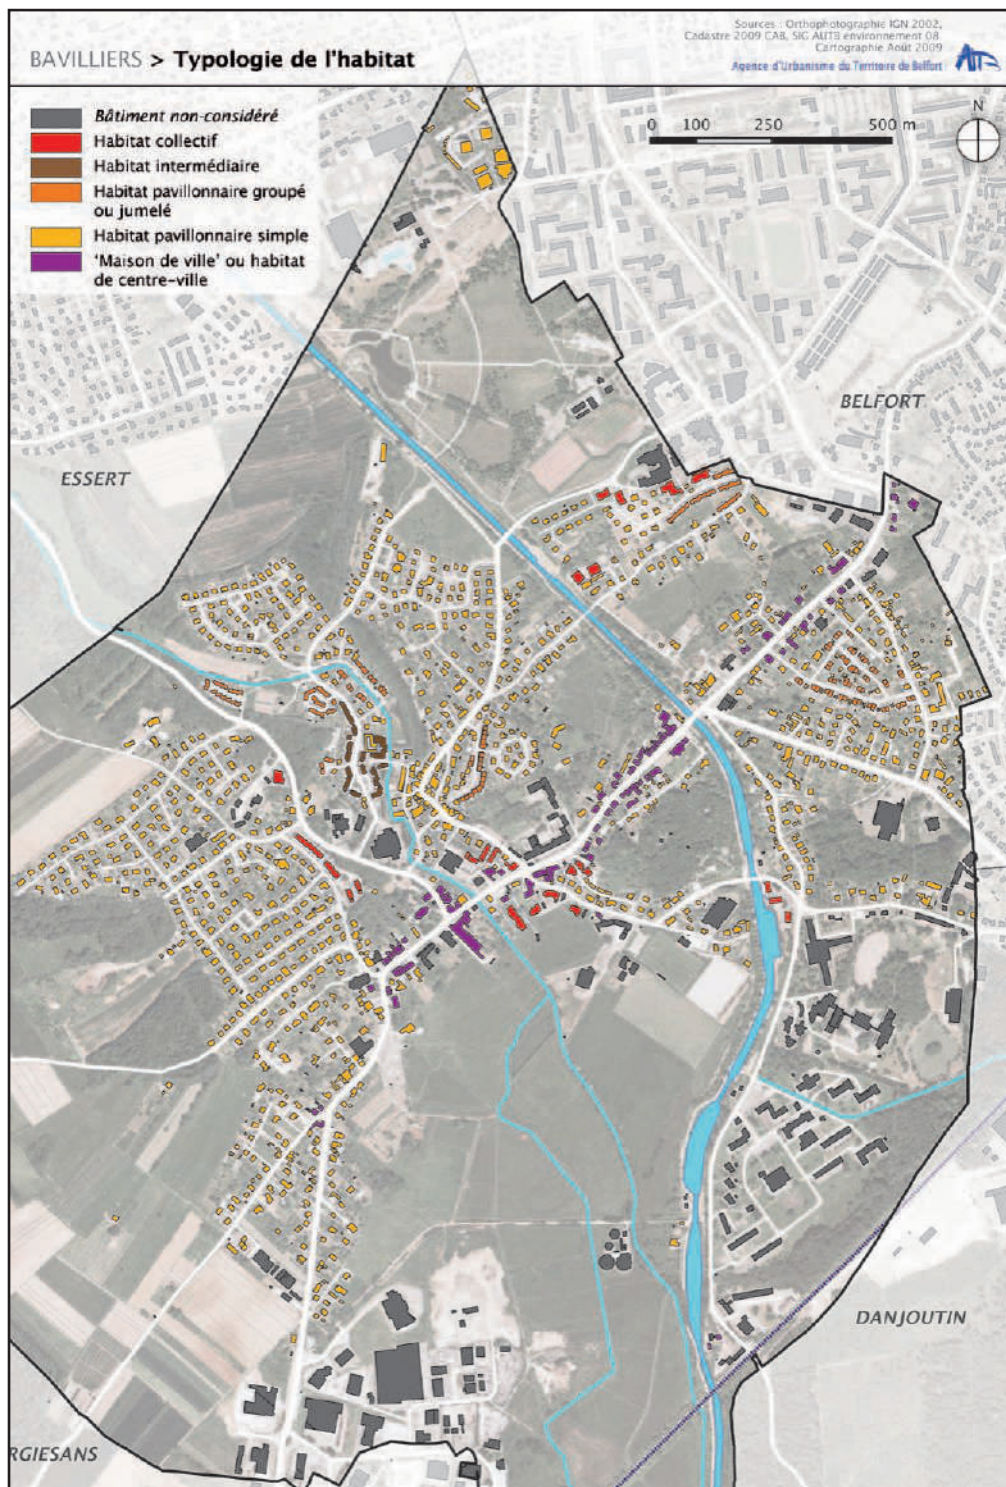 BAVILLIERS > Typologie de l'habitat
Sources : Orthophotographie IGN 2002,
Cadastre 2009 CAB, SIG AUTB environnement 08
Cartographie Août 2009
Agence d'Urbanisme du Territoire de Belfort
Bâtiment non-considéré
Habitat collectif
Habitat intermédiaire
Habitat pavillonnaire groupé
ou jumelé
Habitat pavillonnaire simple
'Maison de ville' ou habitat
de centre-ville
0 100 250 500 m
N
BELFORT
ESSERT
DANJOUTIN
RGIESANS